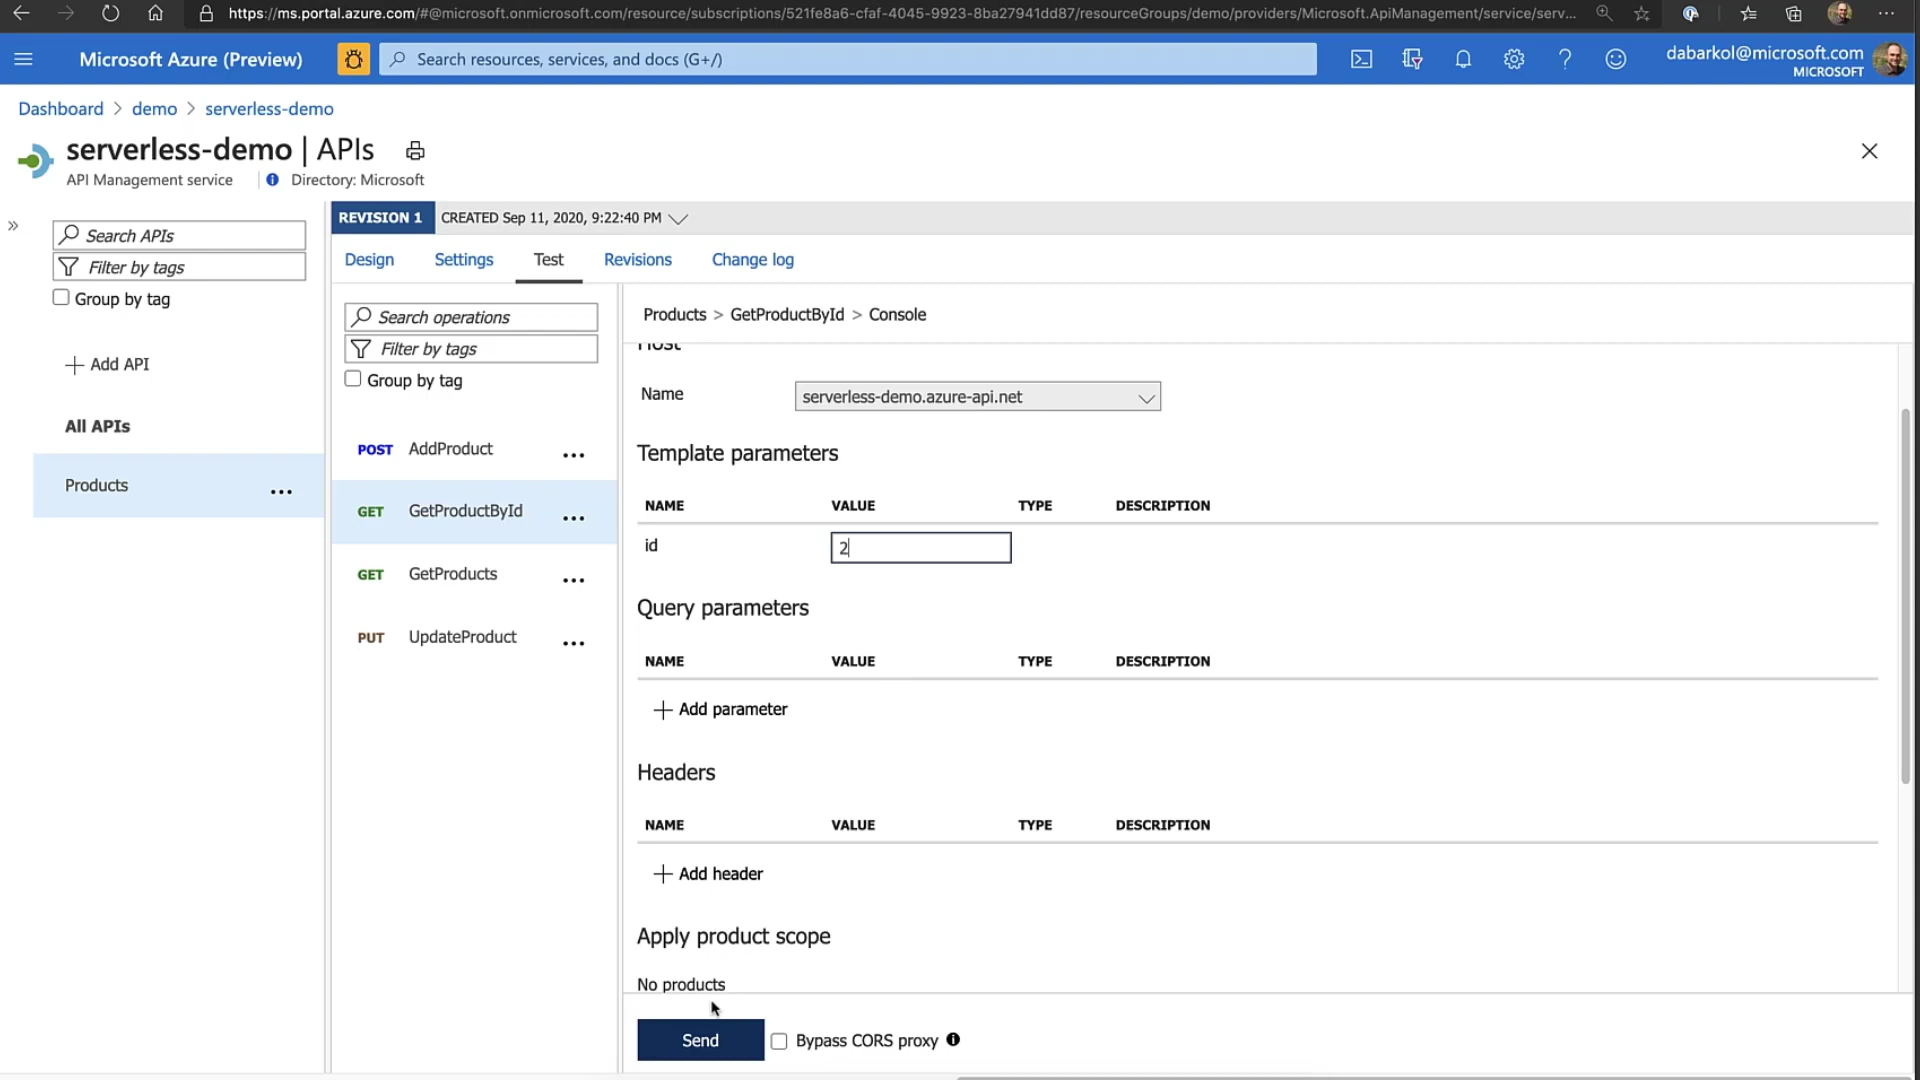 https://ms.portal.azure.com/#@microsoft.onmicrosoft.com/resource/subscriptions/521fe8a6-cfaf-4045-9923-8ba27941dd87/resourceGroups/demo/providers/Microsoft.ApiManagement/service/serv...
Microsoft Azure (Preview)
Search resources, services, and docs (G+/)
dabarkol@microsoft.com
MICROSOFT
Dashboard > demo > serverless-demo
serverless-demo | APIs
API Management service
Directory: Microsoft
Search APIs
Filter by tags
Group by tag
Add API
All APIs
Products
REVISION 1 CREATED Sep 11, 2020, 9:22:40 PM
Design Settings Test Revisions Change log
Search operations
Filter by tags
Group by tag
POST AddProduct
GET GetProductById
GET GetProducts
PUT UpdateProduct
Products > GetProductById > Console
Host
Name serverless-demo.azure-api.net
Template parameters
NAME VALUE TYPE DESCRIPTION
id 2
Query parameters
NAME VALUE TYPE DESCRIPTION
Add parameter
Headers
NAME VALUE TYPE DESCRIPTION
Add header
Apply product scope
No products
Send Bypass CORS proxy